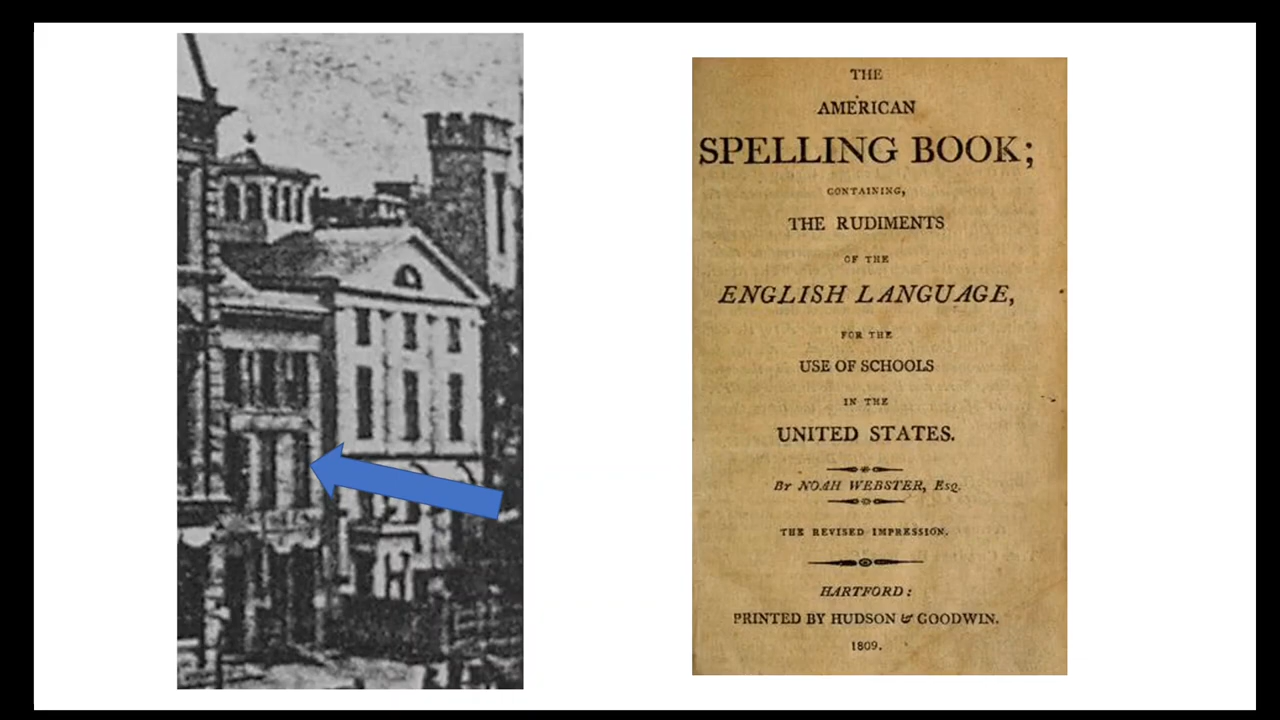 THE
AMERICAN
SPELLING BOOK;
CONTAINING,
THE RUDIMENTS
OF THE
ENGLISH LANGUAGE,
FOR THE
USE OF SCHOOLS
IN THE
UNITED STATES.
By NOAH WEBSTER, Esq.
THE REVISED IMPRESSION.
HARTFORD:
PRINTED BY HUDSON & GOODWIN.
1809.